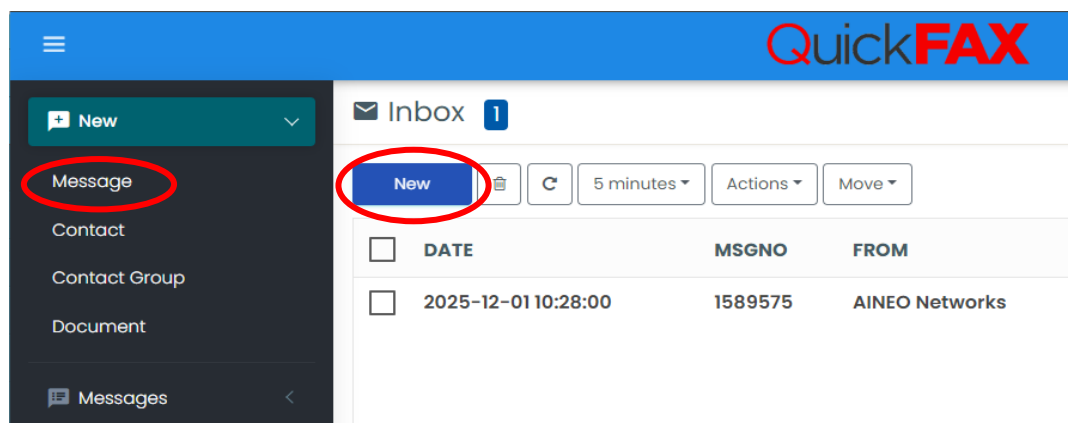 QuickFAX
New
Message
Contact
Contact Group
Document
Messages
Inbox 1
New 5 minutes Actions Move
DATE MSGNO FROM
2025-12-01 10:28:00 1589575 AINEO Networks